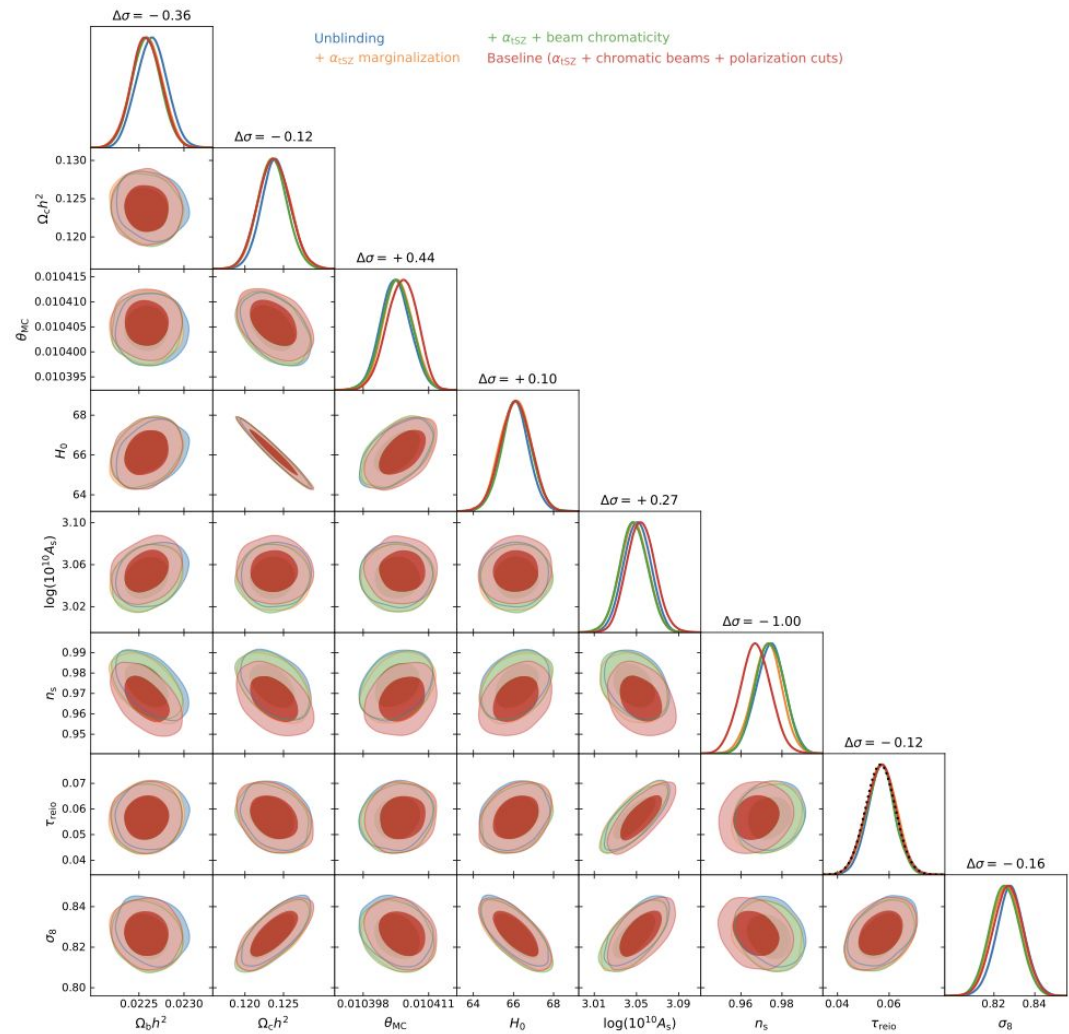 Δσ = − 0.36
Unblinding
+ αtSZ marginalization
+ αtSZ + beam chromaticity
Baseline (αtSZ + chromatic beams + polarization cuts)
Δσ = − 0.12
0.130
0.125
0.120
Ωch²
Δσ = + 0.44
0.010415
0.010410
0.010405
0.010400
0.010395
θMC
Δσ = + 0.10
68
66
64
H0
Δσ = + 0.27
3.10
3.06
3.02
log(10¹⁰As)
Δσ = − 1.00
0.99
0.98
0.97
0.96
0.95
ns
Δσ = − 0.12
0.07
0.06
0.05
0.04
τreio
Δσ = − 0.16
0.84
0.82
0.80
σ8
0.0225 0.0230 0.120 0.125 0.010398 0.010411 64 66 68 3.01 3.05 3.09 0.96 0.98 0.04 0.06 0.82 0.84
Ωbh² Ωch² θMC H0 log(10¹⁰As) ns τreio σ8